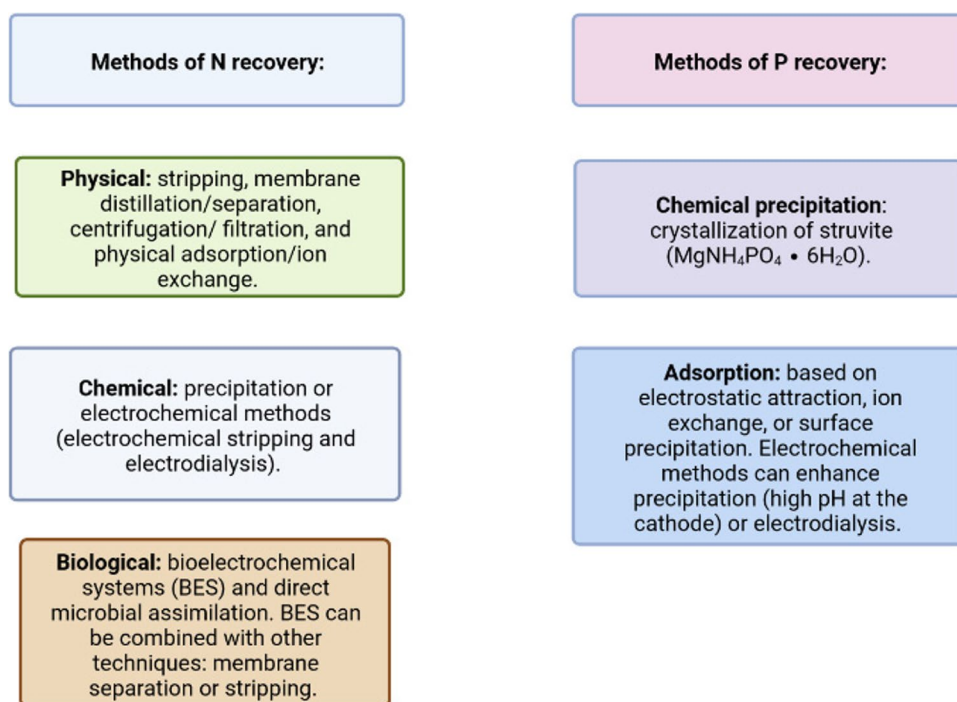 Methods of N recovery:
Physical: stripping, membrane
distillation/separation,
centrifugation/ filtration, and
physical adsorption/ion
exchange.
Chemical: precipitation or
electrochemical methods
(electrochemical stripping and
electrodialysis).
Biological: bioelectrochemical
systems (BES) and direct
microbial assimilation. BES can
be combined with other
techniques: membrane
separation or stripping.
Methods of P recovery:
Chemical precipitation:
crystallization of struvite
(MgNH₄PO₄ • 6H₂O).
Adsorption: based on
electrostatic attraction, ion
exchange, or surface
precipitation. Electrochemical
methods can enhance
precipitation (high pH at the
cathode) or electrodialysis.